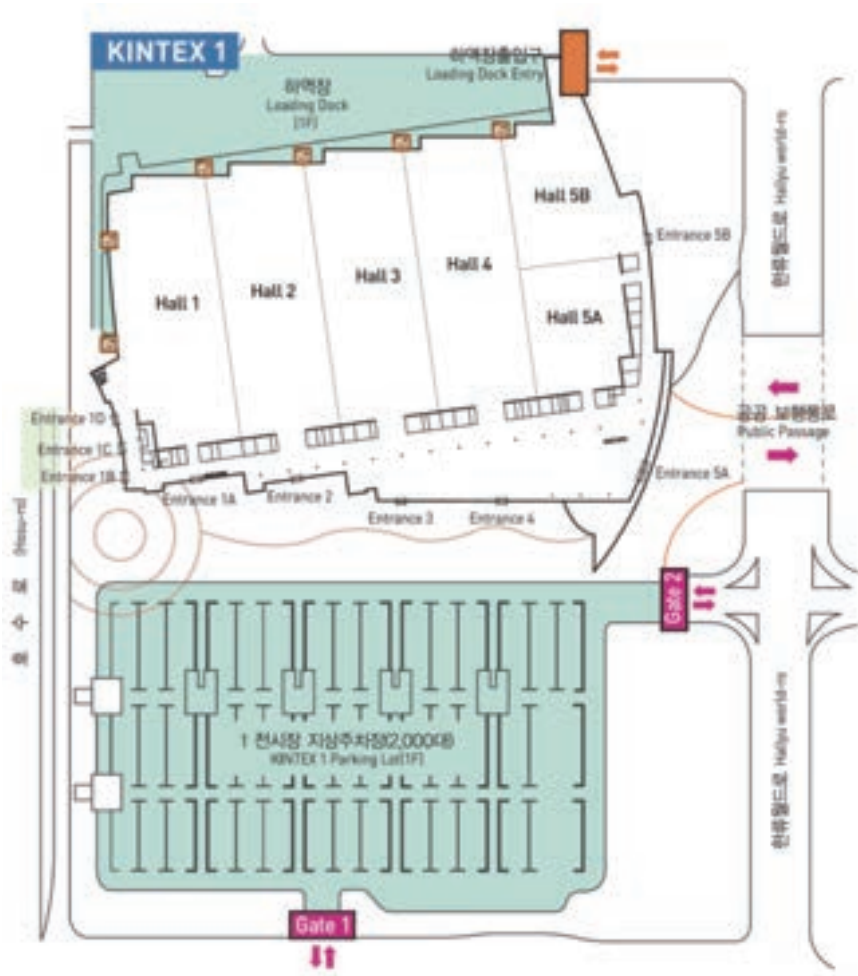 KINTEX 1
하역장출입구
Loading Dock Entry
하역장
Loading Dock
[1F]
한류월드로 Hallyu world-ro
Hall 5B
Entrance 5B
Hall 4
Hall 3
Hall 2
Hall 1
Hall 5A
공공 보행통로
Public Passage
Entrance 1D
Entrance 1C
Entrance 1B
Entrance 1A
Entrance 2
Entrance 3
Entrance 4
Entrance 5A
호수로 (Hosu-ro)
Gate 2
1 전시장 지상주차장(2,000대)
KINTEX 1 Parking Lot[1F]
한류월드로 Hallyu world-ro
Gate 1